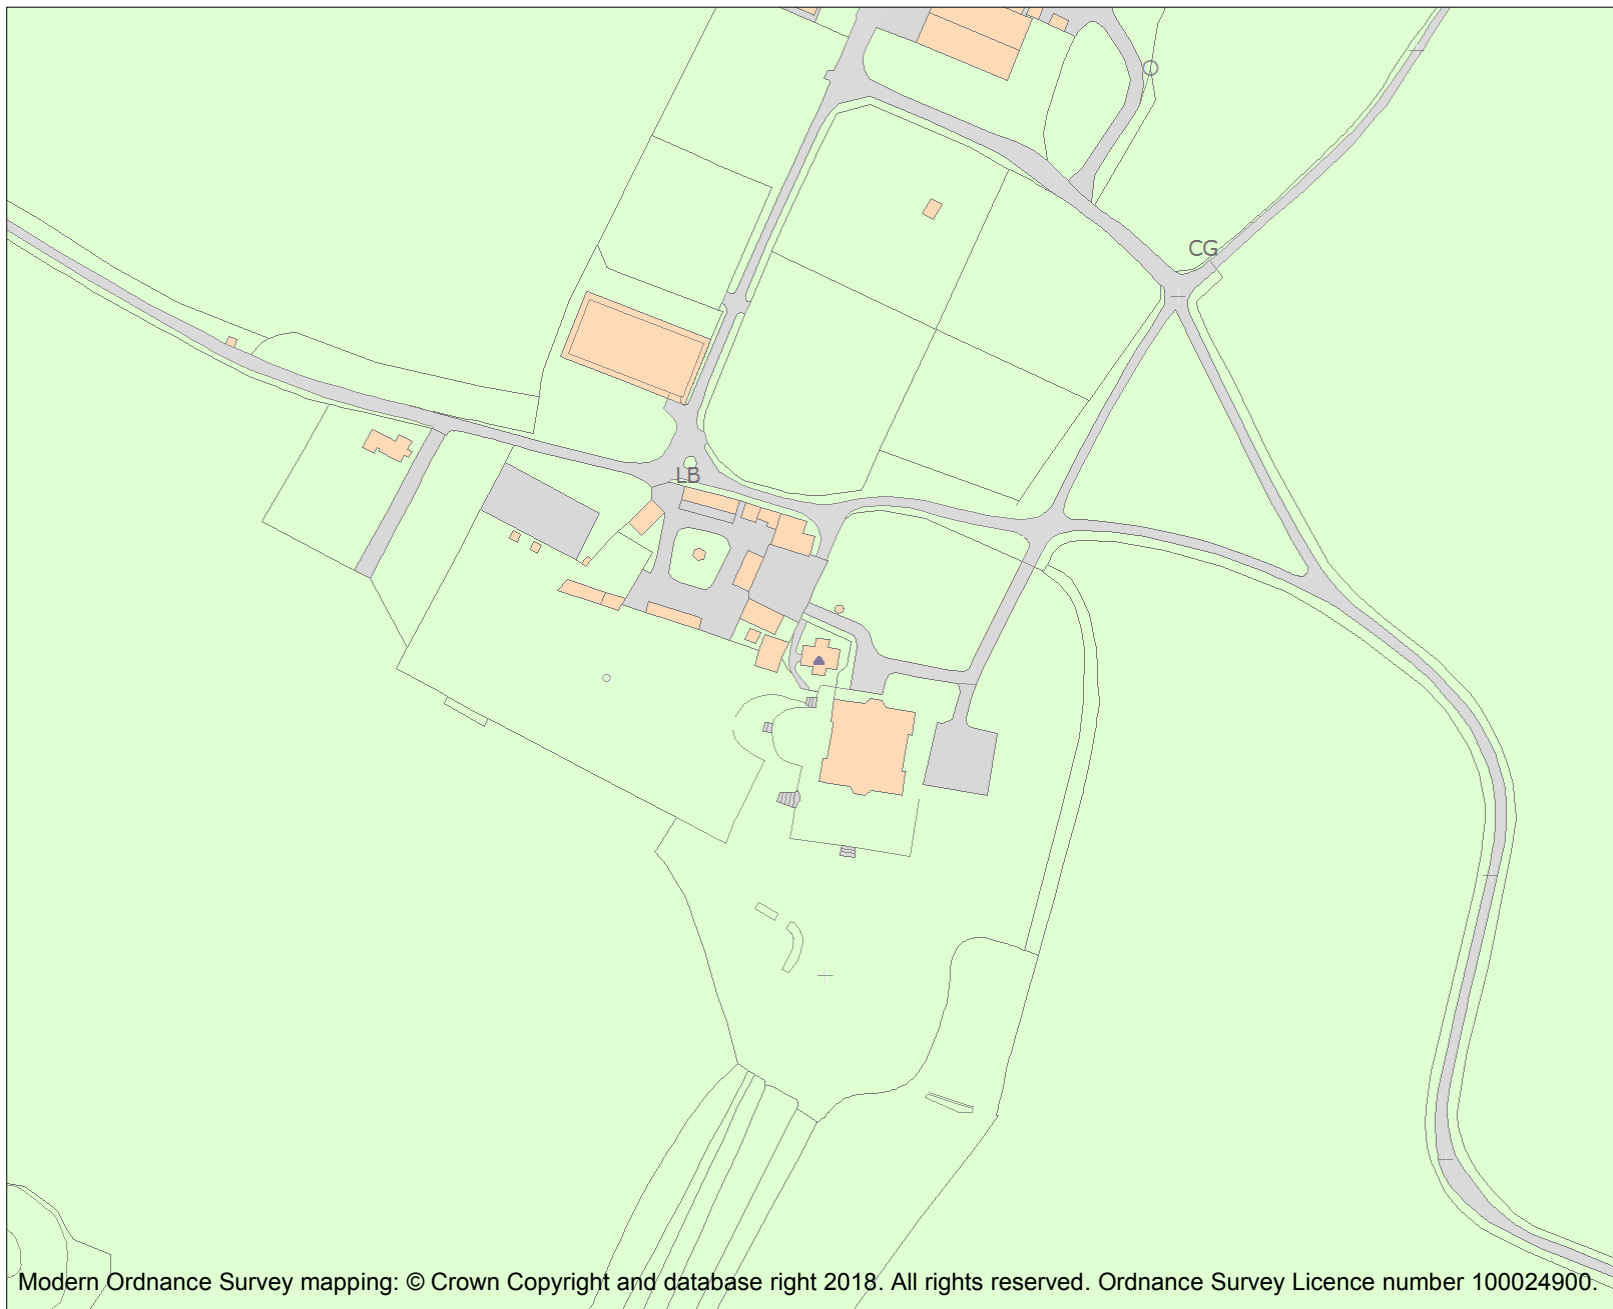 CG
LB
Modern Ordnance Survey mapping: © Crown Copyright and database right 2018. All rights reserved. Ordnance Survey Licence number 100024900.